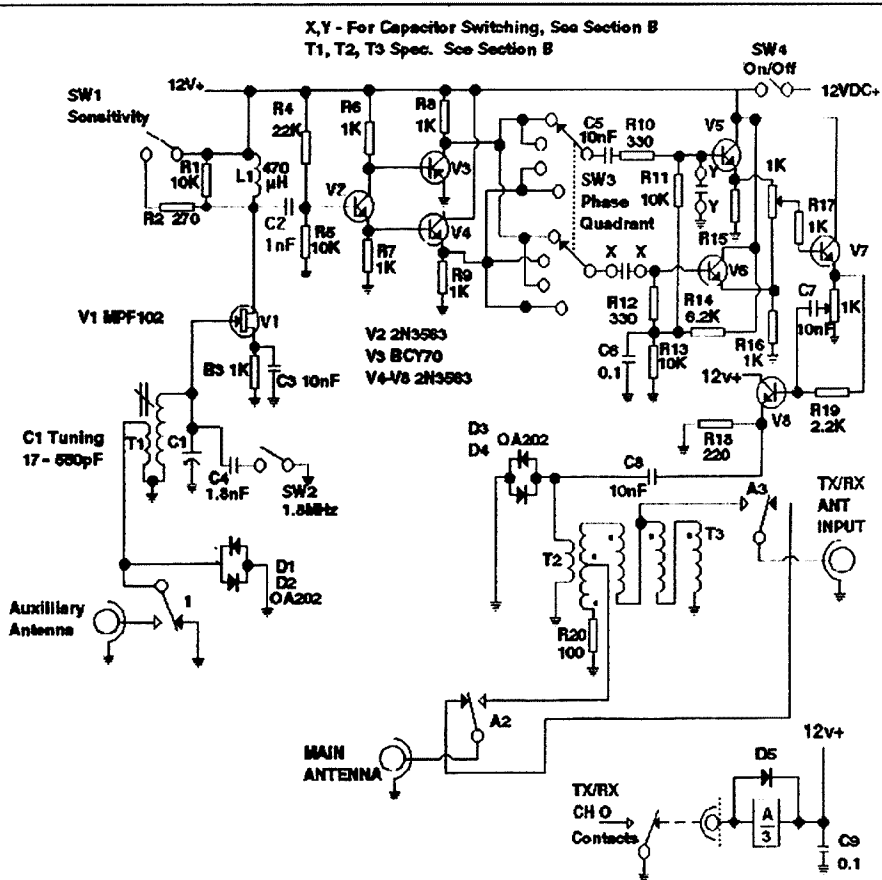 X,Y - For Capacitor Switching, See Section B
T1, T2, T3 Spec. See Section B
SW4
On/Off
12V+
12VDC+
SW1
Sensitivity
R4
22K
R6
1K
R8
1K
C5
10nF
R10
330
V5
R1
10K
L1
470
µH
V3
R11
10K
Y
Y
1K
R17
1K
SW3
Phase
Quadrant
R2 270
C2
1nF
V2
R5
10K
V4
R7
1K
R9
1K
X X
R15
V6
V7
R12
330
R14
6.2K
C7
10nF
1K
V1 MPF102
V1
V2 2N3563
V3 BCY70
V4-V8 2N3563
R3 1K
C3 10nF
C6
0.1
R13
10K
R16
1K
12v+
V8
R19
2.2K
C1 Tuning
17 - 550pF
T1
C1
C4
1.8nF
SW2
1.8MHz
D3
D4
OA202
R18
220
C8
10nF
A3
TX/RX
ANT
INPUT
T2
T3
D1
D2
OA202
Auxilliary
Antenna
1
R20
100
A2
MAIN
ANTENNA
12v+
D5
TX/RX
CH O
Contacts
A
3
C9
0.1